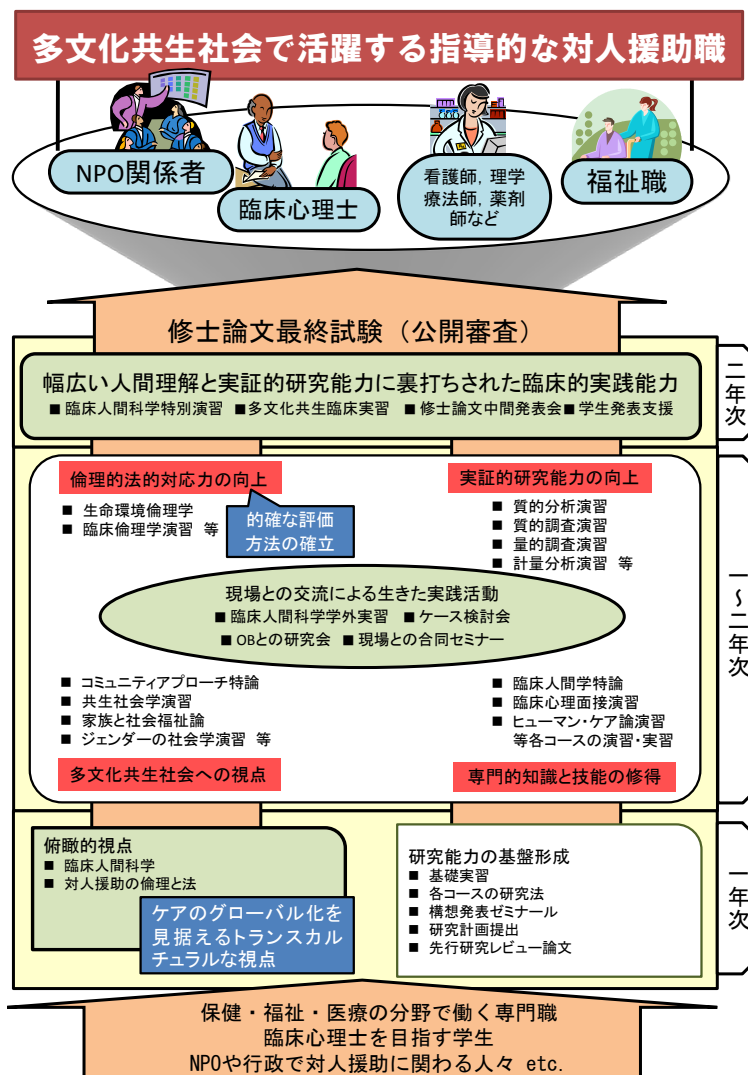 多文化共生社会で活躍する指導的な対人援助職
NPO関係者
臨床心理士
看護師，理学
療法師，薬剤
師など
福祉職
修士論文最終試験（公開審査）
幅広い人間理解と実証的研究能力に裏打ちされた臨床的実践能力
■ 臨床人間科学特別演習 ■多文化共生臨床実習 ■ 修士論文中間発表会■ 学生発表支援
二年次
倫理的法的対応力の向上
■ 生命環境倫理学
■ 臨床倫理学演習 等
的確な評価
方法の確立
実証的研究能力の向上
■ 質的分析演習
■ 質的調査演習
■ 量的調査演習
■ 計量分析演習 等
現場との交流による生きた実践活動
■ 臨床人間科学学外実習 ■ ケース検討会
■ OBとの研究会 ■ 現場との合同セミナー
一～二年次
■ コミュニティアプローチ特論
■ 共生社会学演習
■ 家族と社会福祉論
■ ジェンダーの社会学演習 等
多文化共生社会への視点
■ 臨床人間学特論
■ 臨床心理面接演習
■ ヒューマン・ケア論演習
等各コースの演習・実習
専門的知識と技能の修得
俯瞰的視点
■ 臨床人間科学
■ 対人援助の倫理と法
ケアのグローバル化を
見据えるトランスカル
チュラルな視点
研究能力の基盤形成
■ 基礎実習
■ 各コースの研究法
■ 構想発表ゼミナール
■ 研究計画提出
■ 先行研究レビュー論文
一年次
保健・福祉・医療の分野で働く専門職
臨床心理士を目指す学生
NPOや行政で対人援助に関わる人々 etc.